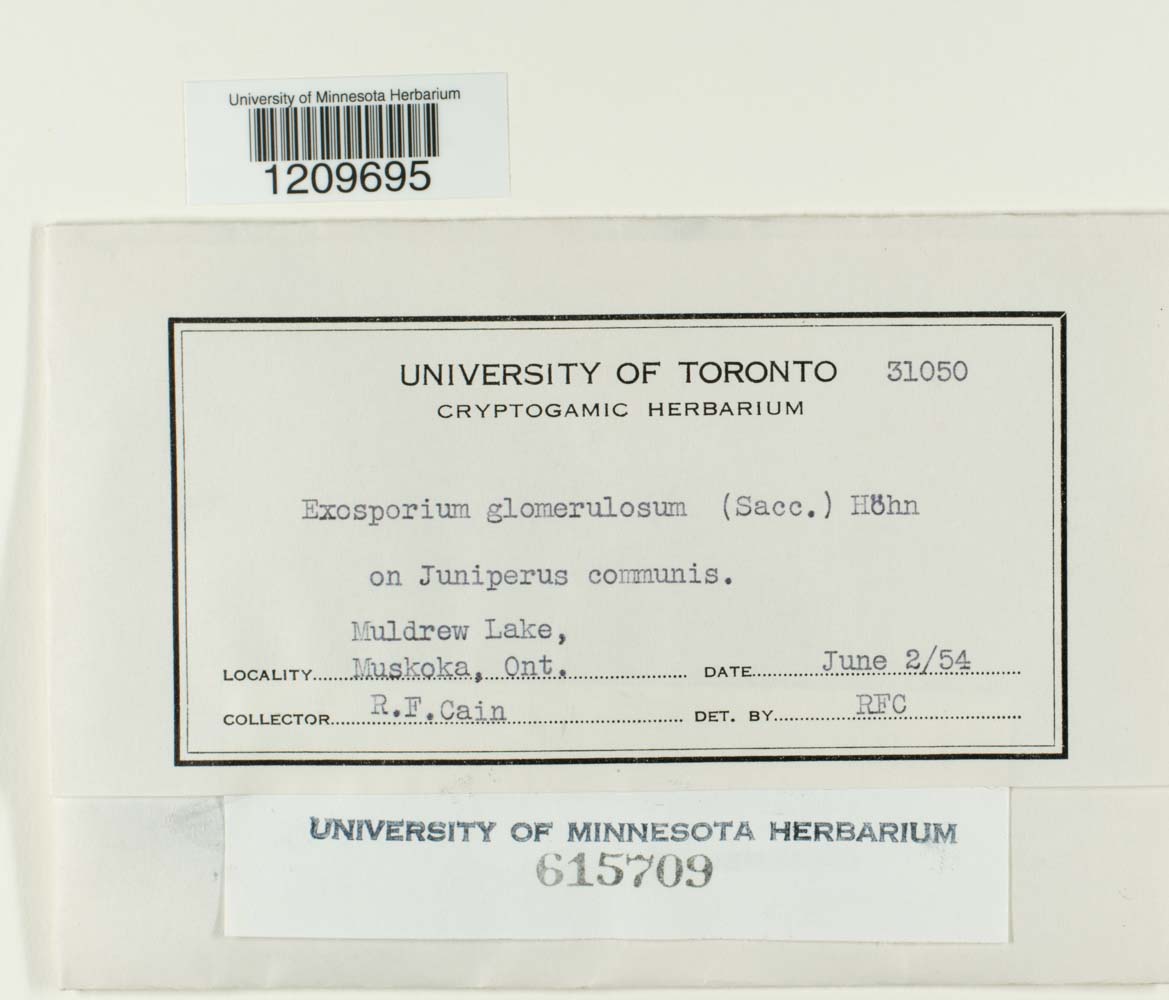 University of Minnesota Herbarium
1209695
UNIVERSITY OF TORONTO 31050
CRYPTOGAMIC HERBARIUM
Exosporium glomerulosum (Sacc.) Höhn
on Juniperus communis.
Muldrew Lake,
LOCALITY Muskoka, Ont. DATE June 2/54
COLLECTOR R.F.Cain DET. BY RFC
UNIVERSITY OF MINNESOTA HERBARIUM
615709